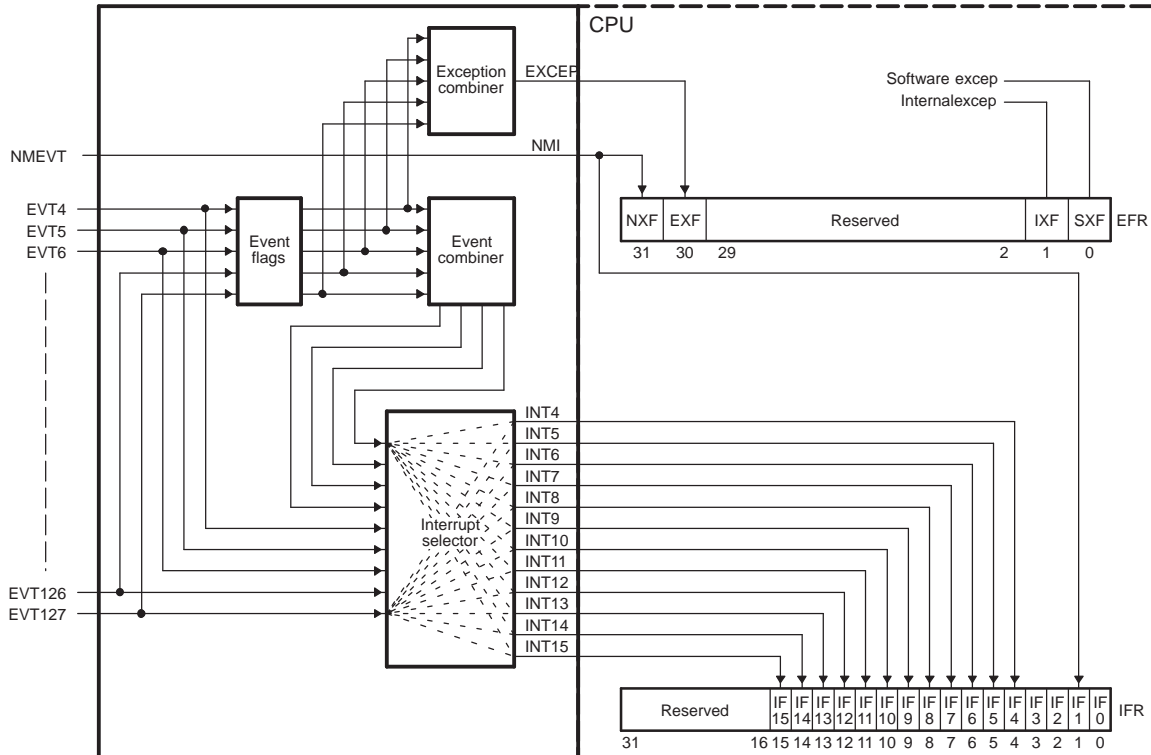 CPU
Exception
combiner
EXCEP
Software excep
Internalexcep
NMEVT
NMI
EVT4
EVT5
EVT6
Event
flags
Event
combiner
NXF EXF Reserved IXF SXF EFR
31 30 29 2 1 0
INT4
INT5
INT6
INT7
INT8
INT9
INT10
INT11
INT12
INT13
INT14
INT15
Interrupt
selector
EVT126
EVT127
Reserved IF IF IF IF IF IF IF IF IF IF IF IF IF IF IF IF IFR
15 14 13 12 11 10 9 8 7 6 5 4 3 2 1 0
31 16 15 14 13 12 11 10 9 8 7 6 5 4 3 2 1 0